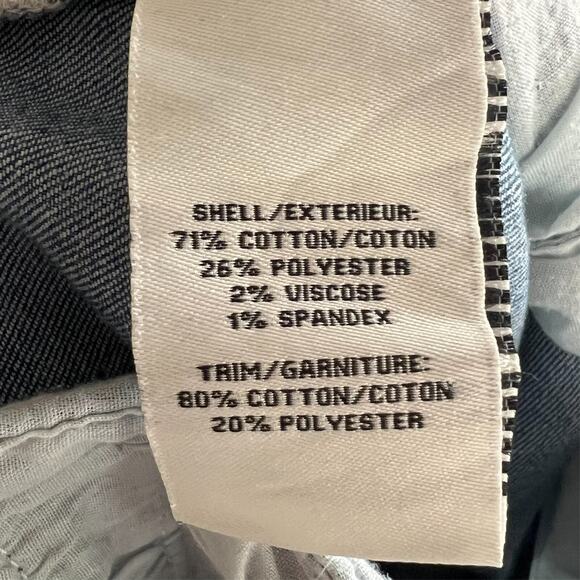 SHELL/EXTERIEUR:
71% COTTON/COTON
26% POLYESTER
2% VISCOSE
1% SPANDEX
TRIM/GARNITURE:
80% COTTON/COTON
20% POLYESTER